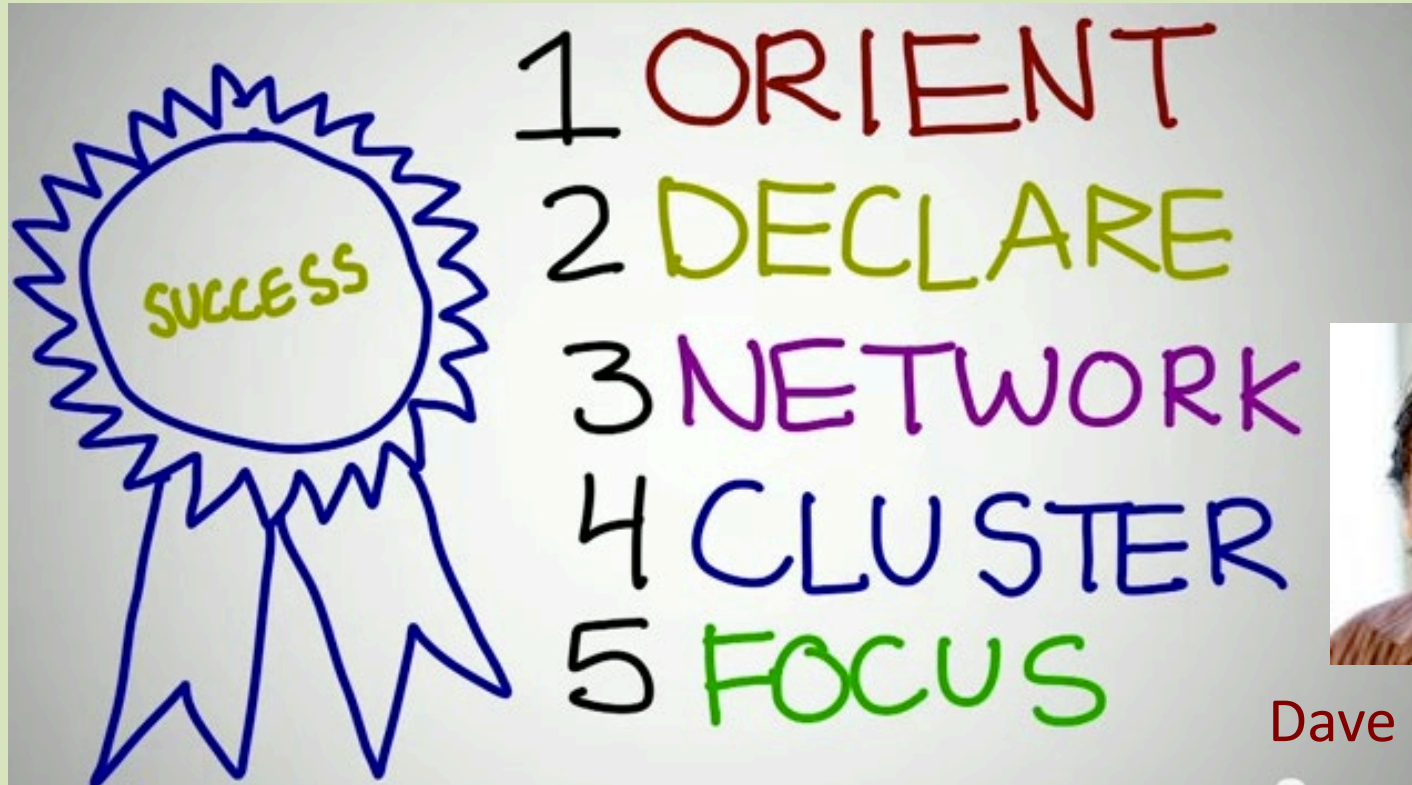 SUCCESS
1 ORIENT
2 DECLARE
3 NETWORK
4 CLUSTER
5 FOCUS
Dave